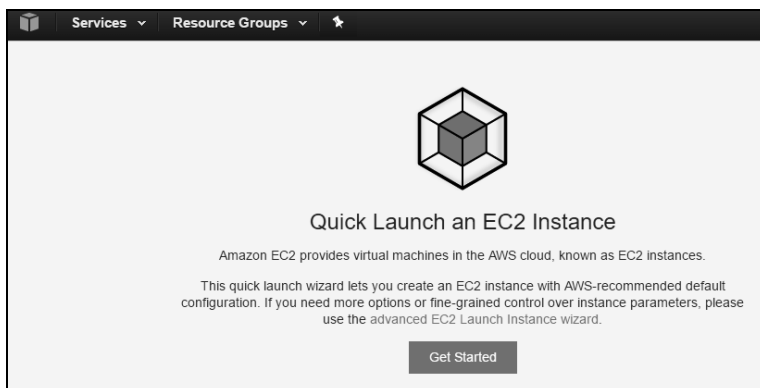 Services Resource Groups
Quick Launch an EC2 Instance
Amazon EC2 provides virtual machines in the AWS cloud, known as EC2 instances.
This quick launch wizard lets you create an EC2 instance with AWS-recommended default
configuration. If you need more options or fine-grained control over instance parameters, please
use the advanced EC2 Launch Instance wizard.
Get Started